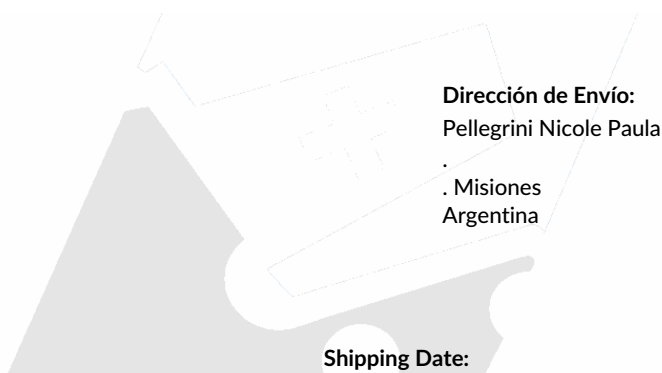 Dirección de Envío:
Pellegrini Nicole Paula
.
. Misiones
Argentina
Shipping Date: